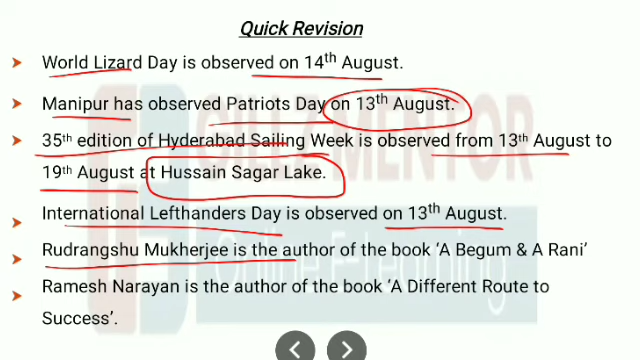 Quick Revision
World Lizard Day is observed on 14th August.
Manipur has observed Patriots Day on 13th August.
35th edition of Hyderabad Sailing Week is observed from 13th August to
19th August at Hussain Sagar Lake.
International Lefthanders Day is observed on 13th August.
Rudrangshu Mukherjee is the author of the book ‘A Begum & A Rani’
Ramesh Narayan is the author of the book ‘A Different Route to
Success’.